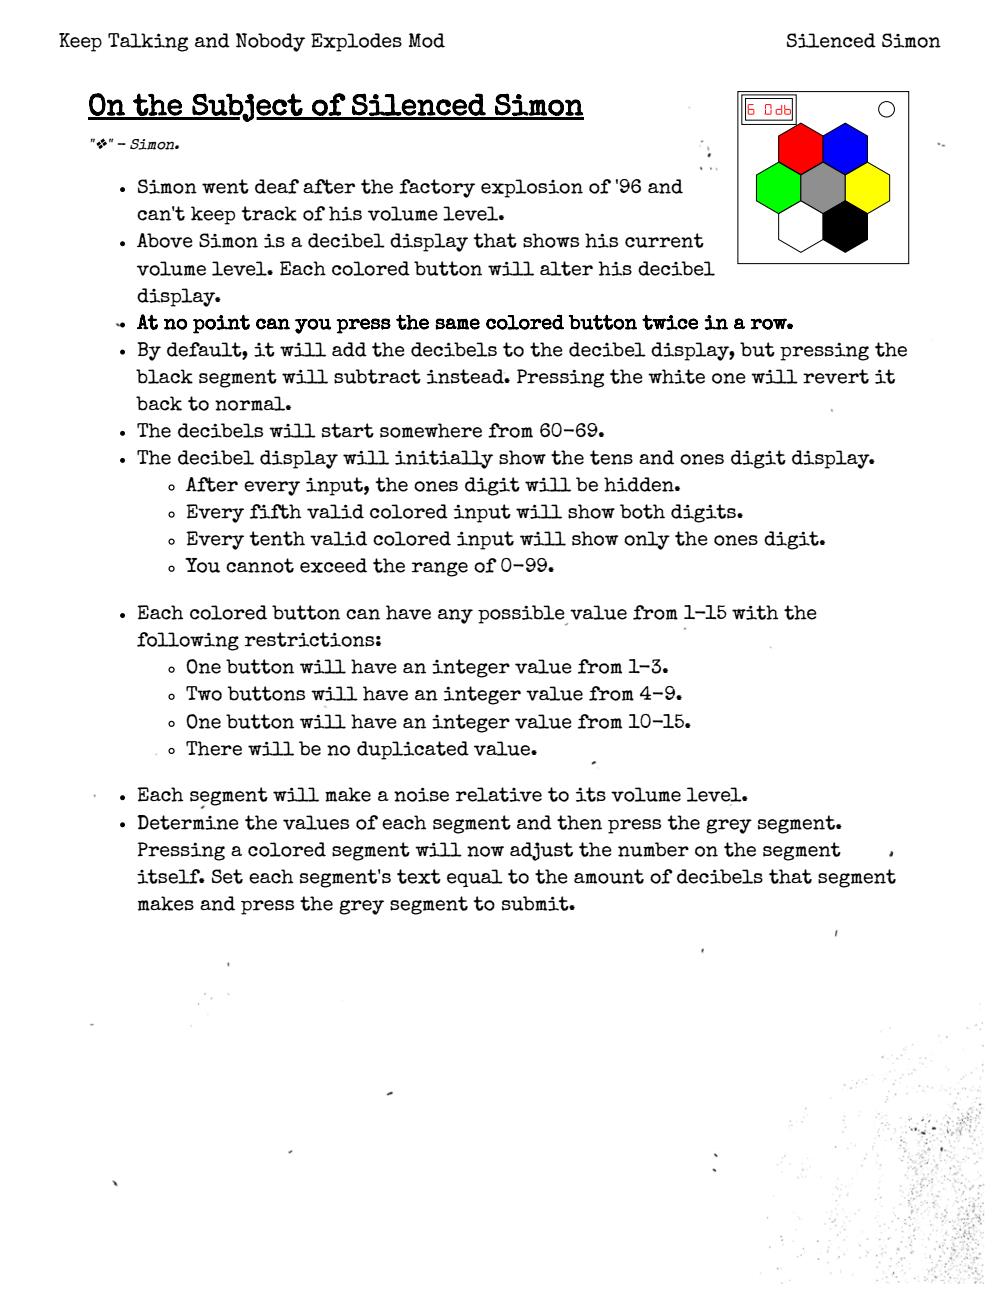 Keep Talking and Nobody Explodes Mod
Silenced Simon
On the Subject of Silenced Simon
6 0db
"❖" – Simon.
• Simon went deaf after the factory explosion of '96 and
can't keep track of his volume level.
• Above Simon is a decibel display that shows his current
volume level. Each colored button will alter his decibel
display.
• At no point can you press the same colored button twice in a row.
• By default, it will add the decibels to the decibel display, but pressing the
black segment will subtract instead. Pressing the white one will revert it
back to normal.
• The decibels will start somewhere from 60–69.
• The decibel display will initially show the tens and ones digit display.
◦ After every input, the ones digit will be hidden.
◦ Every fifth valid colored input will show both digits.
◦ Every tenth valid colored input will show only the ones digit.
◦ You cannot exceed the range of 0–99.
• Each colored button can have any possible value from 1–15 with the
following restrictions:
◦ One button will have an integer value from 1–3.
◦ Two buttons will have an integer value from 4–9.
◦ One button will have an integer value from 10–15.
◦ There will be no duplicated value.
• Each segment will make a noise relative to its volume level.
• Determine the values of each segment and then press the grey segment.
Pressing a colored segment will now adjust the number on the segment
itself. Set each segment's text equal to the amount of decibels that segment
makes and press the grey segment to submit.